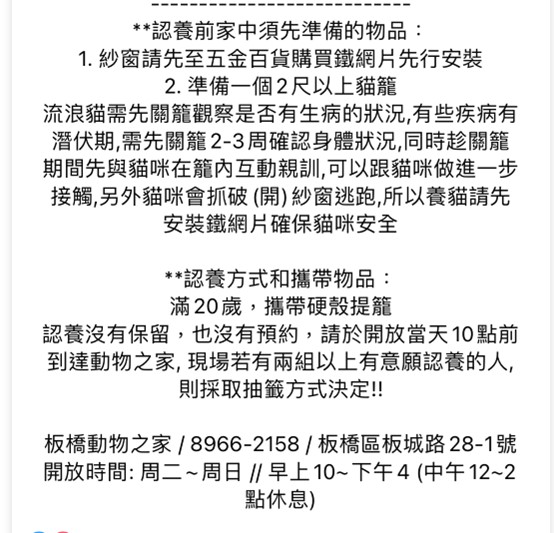 ---------------------------
**認養前家中須先準備的物品：
1. 紗窗請先至五金百貨購買鐵網片先行安裝
2. 準備一個2尺以上貓籠
流浪貓需先關籠觀察是否有生病的狀況,有些疾病有
潛伏期,需先關籠2-3周確認身體狀況,同時趁關籠
期間先與貓咪在籠內互動親訓,可以跟貓咪做進一步
接觸,另外貓咪會抓破 (開) 紗窗逃跑,所以養貓請先
安裝鐵網片確保貓咪安全
**認養方式和攜帶物品：
滿20歲，攜帶硬殼提籠
認養沒有保留，也沒有預約，請於開放當天10點前
到達動物之家, 現場若有兩組以上有意願認養的人,
則採取抽籤方式決定!!
板橋動物之家 / 8966-2158 / 板橋區板城路28-1號
開放時間: 周二～周日 // 早上10~下午4 (中午12~2
點休息)